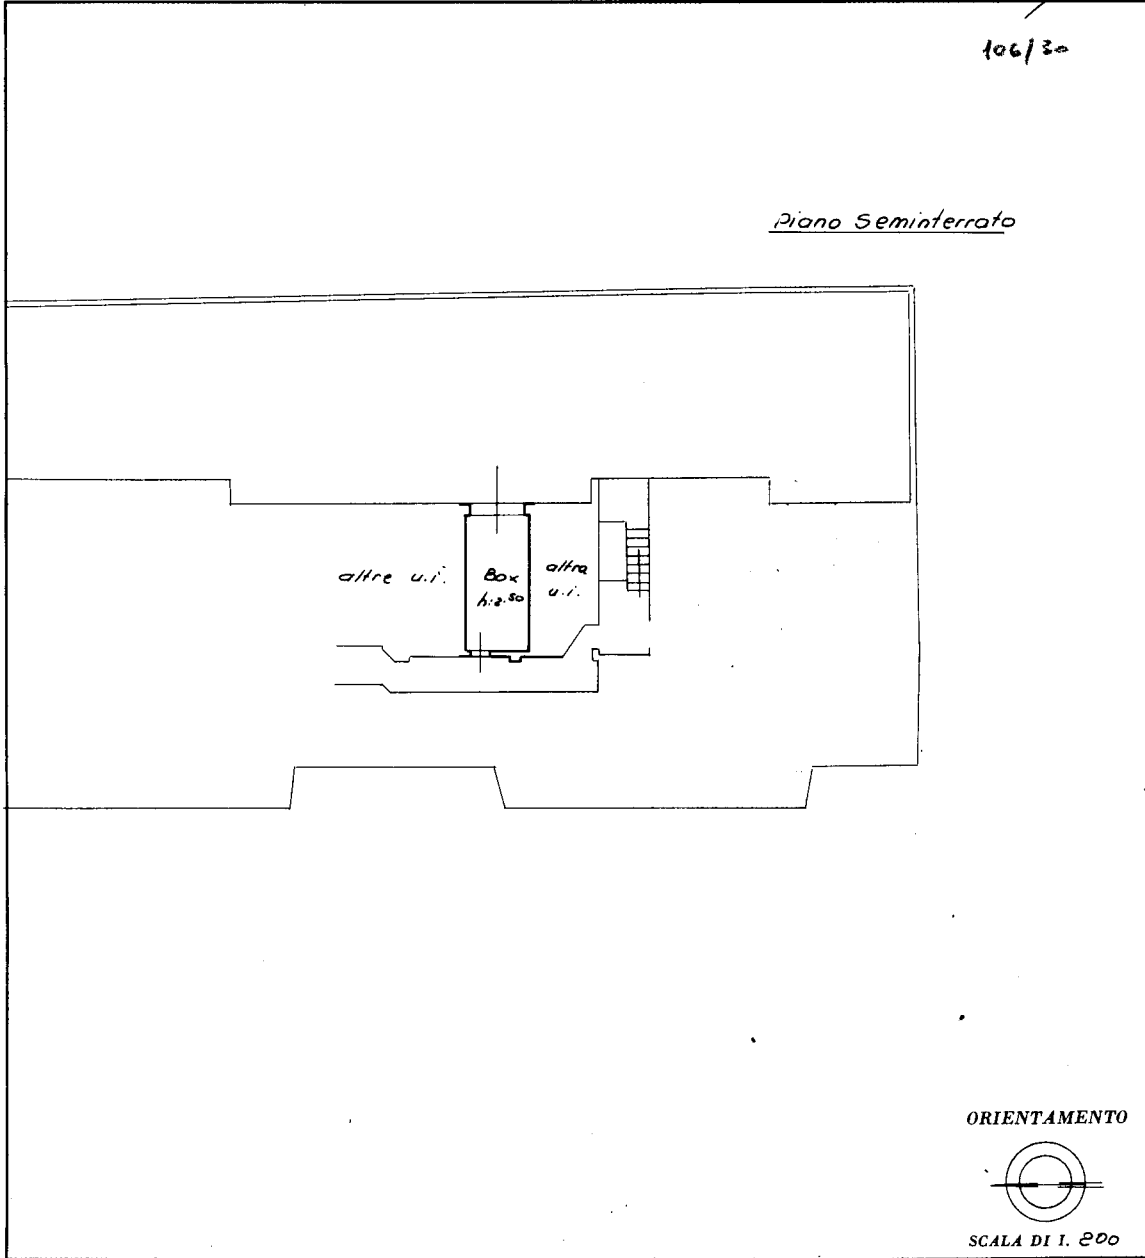 106/30
Piano Seminterrato
altre u.i.
Box
h:2.50
altra
u.i.
ORIENTAMENTO
SCALA DI 1. 200